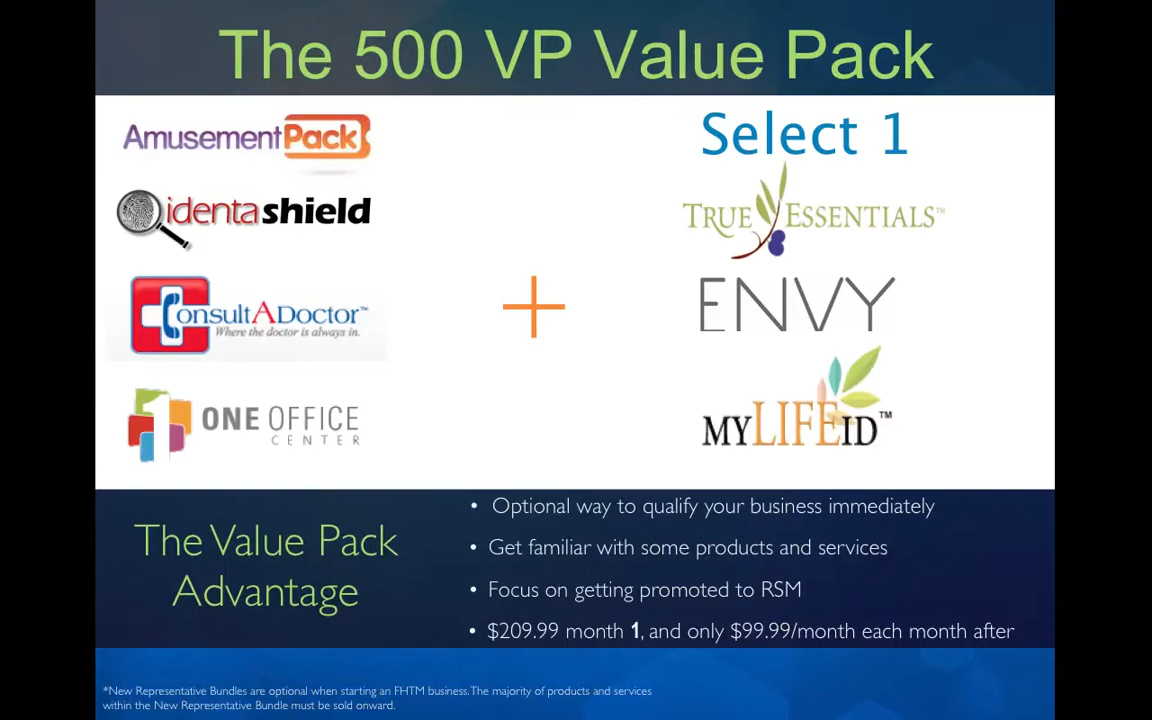 The 500 VP Value Pack
AmusementPack
identashield
ConsultADoctor™
Where the doctor is always in.
ONE OFFICE
CENTER
+
Select 1
TRUE ESSENTIALS™
ENVY
MYLIFEID™
The Value Pack
Advantage
• Optional way to qualify your business immediately
• Get familiar with some products and services
• Focus on getting promoted to RSM
• $209.99 month 1, and only $99.99/month each month after
*New Representative Bundles are optional when starting an FHTM business. The majority of products and services
within the New Representative Bundle must be sold onward.